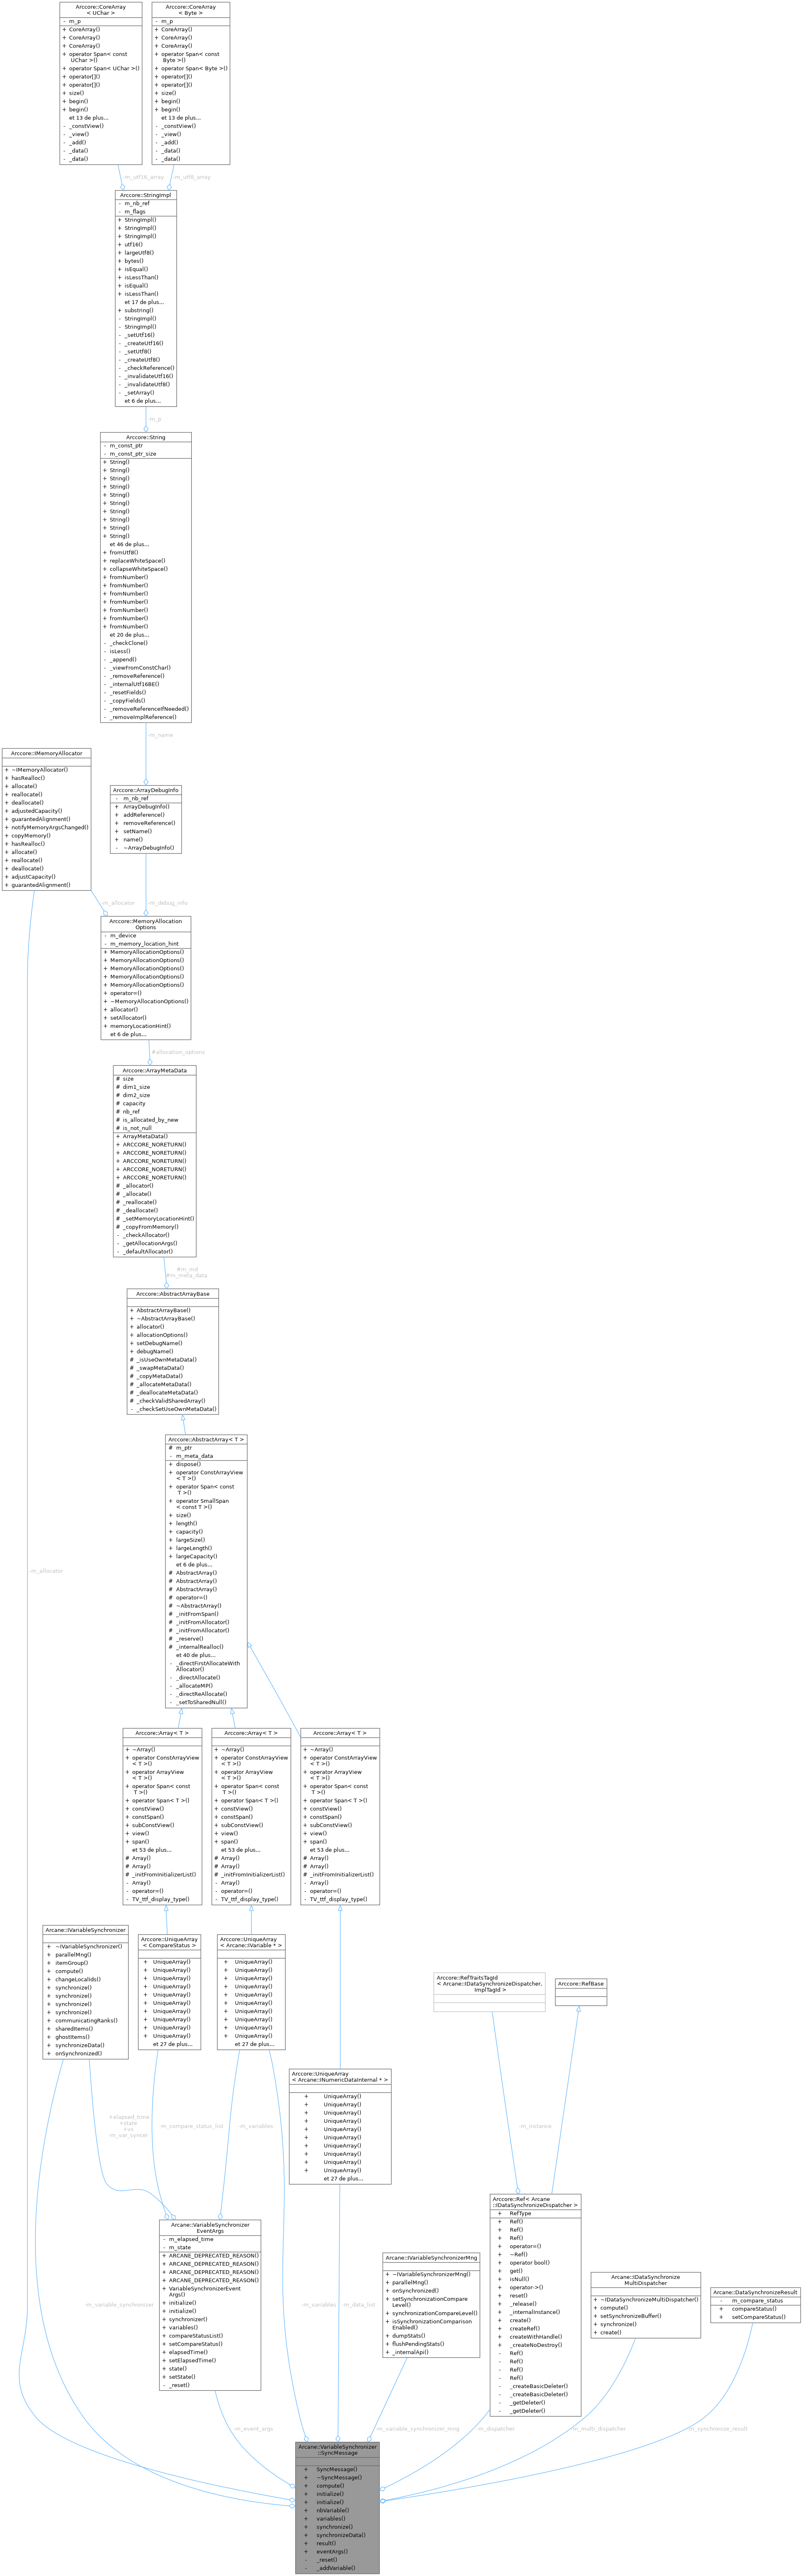 Arccore::CoreArray
< UChar >
- m_p
+ CoreArray()
+ CoreArray()
+ CoreArray()
+ operator Span< const
UChar >()
+ operator Span< UChar >()
+ operator[]()
+ operator[]()
+ size()
+ begin()
+ begin()
et 13 de plus...
- _constView()
- _view()
- _add()
- _data()
- _data()
Arccore::CoreArray
< Byte >
- m_p
+ CoreArray()
+ CoreArray()
+ CoreArray()
+ operator Span< const
Byte >()
+ operator Span< Byte >()
+ operator[]()
+ operator[]()
+ size()
+ begin()
+ begin()
et 13 de plus...
- _constView()
- _view()
- _add()
- _data()
- _data()
-m_utf16_array
-m_utf8_array
Arccore::StringImpl
- m_nb_ref
- m_flags
+ StringImpl()
+ StringImpl()
+ StringImpl()
+ utf16()
+ largeUtf8()
+ bytes()
+ isEqual()
+ isLessThan()
+ isEqual()
+ isLessThan()
et 17 de plus...
+ substring()
- StringImpl()
- StringImpl()
- _setUtf16()
- _createUtf16()
- _setUtf8()
- _createUtf8()
- _checkReference()
- _invalidateUtf16()
- _invalidateUtf8()
- _setArray()
et 6 de plus...
-m_p
Arccore::String
- m_const_ptr
- m_const_ptr_size
+ String()
+ String()
+ String()
+ String()
+ String()
+ String()
+ String()
+ String()
+ String()
+ String()
et 46 de plus...
+ fromUtf8()
+ replaceWhiteSpace()
+ collapseWhiteSpace()
+ fromNumber()
+ fromNumber()
+ fromNumber()
+ fromNumber()
+ fromNumber()
+ fromNumber()
+ fromNumber()
et 20 de plus...
- _checkClone()
- isLess()
- _append()
- _viewFromConstChar()
- _removeReference()
- _internalUtf16BE()
- _resetFields()
- _copyFields()
- _removeReferenceIfNeeded()
- _removeImplReference()
-m_name
Arccore::IMemoryAllocator
+ ~IMemoryAllocator()
+ hasRealloc()
+ allocate()
+ reallocate()
+ deallocate()
+ adjustedCapacity()
+ guarantedAlignment()
+ notifyMemoryArgsChanged()
+ copyMemory()
+ hasRealloc()
+ allocate()
+ reallocate()
+ deallocate()
+ adjustCapacity()
+ guarantedAlignment()
Arccore::ArrayDebugInfo
- m_nb_ref
+ ArrayDebugInfo()
+ addReference()
+ removeReference()
+ setName()
+ name()
- ~ArrayDebugInfo()
-m_allocator
-m_debug_info
Arccore::MemoryAllocation
Options
- m_device
- m_memory_location_hint
+ MemoryAllocationOptions()
+ MemoryAllocationOptions()
+ MemoryAllocationOptions()
+ MemoryAllocationOptions()
+ MemoryAllocationOptions()
+ operator=()
+ ~MemoryAllocationOptions()
+ allocator()
+ setAllocator()
+ memoryLocationHint()
et 6 de plus...
#allocation_options
Arccore::ArrayMetaData
# size
# dim1_size
# dim2_size
# capacity
# nb_ref
# is_allocated_by_new
# is_not_null
+ ArrayMetaData()
+ ARCCORE_NORETURN()
+ ARCCORE_NORETURN()
+ ARCCORE_NORETURN()
+ ARCCORE_NORETURN()
+ ARCCORE_NORETURN()
# _allocator()
# _allocate()
# _reallocate()
# _deallocate()
# _setMemoryLocationHint()
# _copyFromMemory()
- _checkAllocator()
- _getAllocationArgs()
- _defaultAllocator()
#m_md
#m_meta_data
Arccore::AbstractArrayBase
+ AbstractArrayBase()
+ ~AbstractArrayBase()
+ allocator()
+ allocationOptions()
+ setDebugName()
+ debugName()
# _isUseOwnMetaData()
# _swapMetaData()
# _copyMetaData()
# _allocateMetaData()
# _deallocateMetaData()
# _checkValidSharedArray()
- _checkSetUseOwnMetaData()
Arccore::AbstractArray< T >
# m_ptr
- m_meta_data
+ dispose()
+ operator ConstArrayView
< T >()
+ operator Span< const
T >()
+ operator SmallSpan
< const T >()
+ size()
+ length()
+ capacity()
+ largeSize()
+ largeLength()
+ largeCapacity()
et 6 de plus...
# AbstractArray()
# AbstractArray()
# AbstractArray()
# operator=()
# ~AbstractArray()
# _initFromSpan()
# _initFromAllocator()
# _initFromAllocator()
# _reserve()
# _internalRealloc()
et 40 de plus...
- _directFirstAllocateWith
Allocator()
- _directAllocate()
- _allocateMP()
- _directReAllocate()
- _setToSharedNull()
-m_allocator
Arccore::Array< T >
+ ~Array()
+ operator ConstArrayView
< T >()
+ operator ArrayView
< T >()
+ operator Span< const
T >()
+ operator Span< T >()
+ constView()
+ constSpan()
+ subConstView()
+ view()
+ span()
et 53 de plus...
# Array()
# Array()
# _initFromInitializerList()
- Array()
- operator=()
- TV_ttf_display_type()
Arccore::Array< T >
+ ~Array()
+ operator ConstArrayView
< T >()
+ operator ArrayView
< T >()
+ operator Span< const
T >()
+ operator Span< T >()
+ constView()
+ constSpan()
+ subConstView()
+ view()
+ span()
et 53 de plus...
# Array()
# Array()
# _initFromInitializerList()
- Array()
- operator=()
- TV_ttf_display_type()
Arccore::Array< T >
+ ~Array()
+ operator ConstArrayView
< T >()
+ operator ArrayView
< T >()
+ operator Span< const
T >()
+ operator Span< T >()
+ constView()
+ constSpan()
+ subConstView()
+ view()
+ span()
et 53 de plus...
# Array()
# Array()
# _initFromInitializerList()
- Array()
- operator=()
- TV_ttf_display_type()
Arcane::IVariableSynchronizer
+ ~IVariableSynchronizer()
+ parallelMng()
+ itemGroup()
+ compute()
+ changeLocalIds()
+ synchronize()
+ synchronize()
+ synchronize()
+ synchronize()
+ communicatingRanks()
+ sharedItems()
+ ghostItems()
+ synchronizeData()
+ onSynchronized()
Arccore::UniqueArray
< CompareStatus >
+ UniqueArray()
+ UniqueArray()
+ UniqueArray()
+ UniqueArray()
+ UniqueArray()
+ UniqueArray()
+ UniqueArray()
+ UniqueArray()
+ UniqueArray()
+ UniqueArray()
et 27 de plus...
Arccore::UniqueArray
< Arcane::IVariable * >
+ UniqueArray()
+ UniqueArray()
+ UniqueArray()
+ UniqueArray()
+ UniqueArray()
+ UniqueArray()
+ UniqueArray()
+ UniqueArray()
+ UniqueArray()
+ UniqueArray()
et 27 de plus...
Arccore::RefTraitsTagId
< Arcane::IDataSynchronizeDispatcher,
ImplTagId >
Arccore::RefBase
Arccore::UniqueArray
< Arcane::INumericDataInternal * >
+ UniqueArray()
+ UniqueArray()
+ UniqueArray()
+ UniqueArray()
+ UniqueArray()
+ UniqueArray()
+ UniqueArray()
+ UniqueArray()
+ UniqueArray()
+ UniqueArray()
et 27 de plus...
+elapsed_time
+state
+vs
-m_var_syncer
-m_compare_status_list
-m_variables
-m_instance
Arcane::VariableSynchronizer
EventArgs
- m_elapsed_time
- m_state
+ ARCANE_DEPRECATED_REASON()
+ ARCANE_DEPRECATED_REASON()
+ ARCANE_DEPRECATED_REASON()
+ ARCANE_DEPRECATED_REASON()
+ VariableSynchronizerEvent
Args()
+ initialize()
+ initialize()
+ synchronizer()
+ variables()
+ compareStatusList()
+ setCompareStatus()
+ elapsedTime()
+ setElapsedTime()
+ state()
+ setState()
- _reset()
Arcane::IVariableSynchronizerMng
+ ~IVariableSynchronizerMng()
+ parallelMng()
+ onSynchronized()
+ setSynchronizationCompare
Level()
+ synchronizationCompareLevel()
+ isSynchronizationComparison
Enabled()
+ dumpStats()
+ flushPendingStats()
+ _internalApi()
Arccore::Ref< Arcane
::IDataSynchronizeDispatcher >
+ RefType
+ Ref()
+ Ref()
+ Ref()
+ operator=()
+ ~Ref()
+ operator bool()
+ get()
+ isNull()
+ operator->()
+ reset()
+ _release()
+ _internalInstance()
+ create()
+ createRef()
+ createWithHandle()
+ _createNoDestroy()
- Ref()
- Ref()
- Ref()
- Ref()
- _createBasicDeleter()
- _createBasicDeleter()
- _getDeleter()
- _getDeleter()
Arcane::IDataSynchronize
MultiDispatcher
+ ~IDataSynchronizeMultiDispatcher()
+ compute()
+ setSynchronizeBuffer()
+ synchronize()
+ create()
Arcane::DataSynchronizeResult
- m_compare_status
+ compareStatus()
+ setCompareStatus()
-m_variable_synchronizer
-m_variables
-m_data_list
-m_event_args
-m_variable_synchronizer_mng
-m_dispatcher
-m_multi_dispatcher
-m_synchronize_result
Arcane::VariableSynchronizer
::SyncMessage
+ SyncMessage()
+ ~SyncMessage()
+ compute()
+ initialize()
+ initialize()
+ nbVariable()
+ variables()
+ synchronize()
+ synchronizeData()
+ result()
+ eventArgs()
- _reset()
- _addVariable()